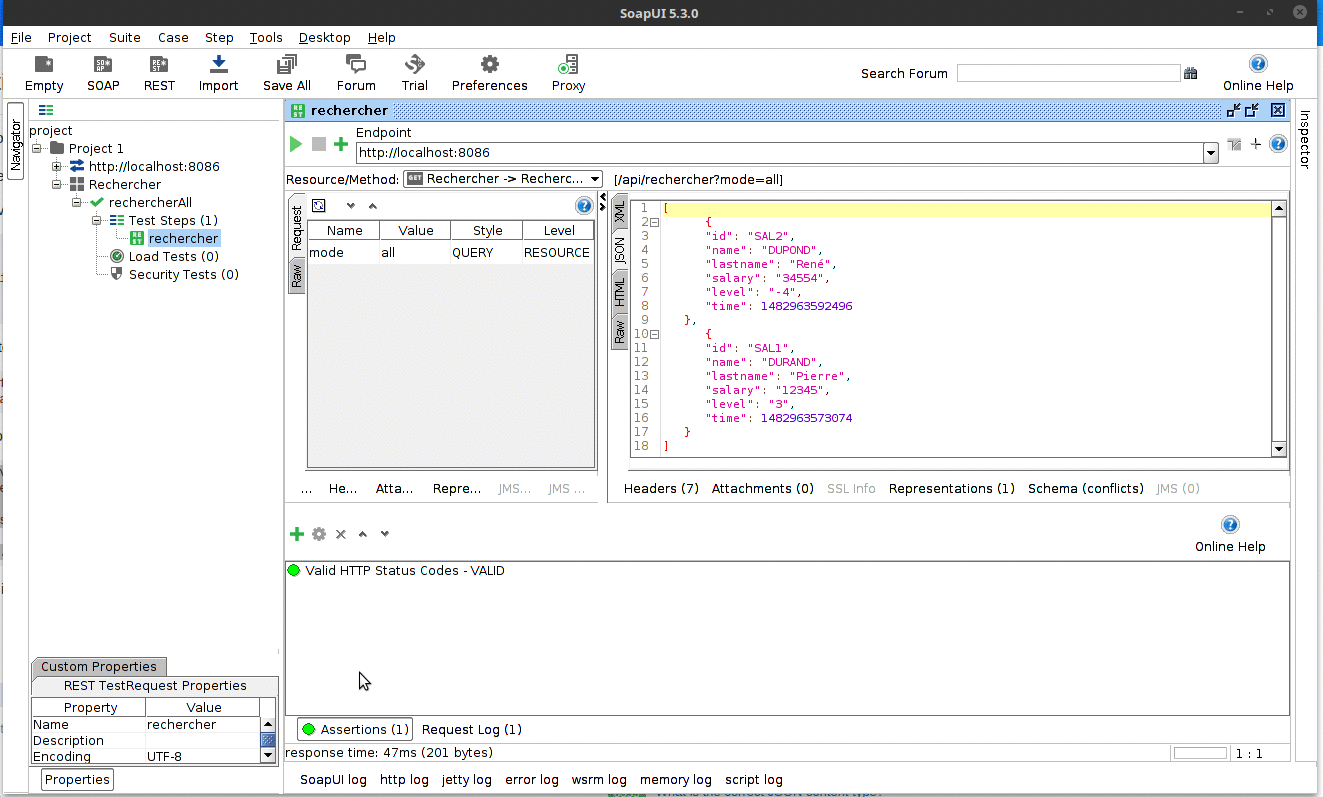 SoapUI 5.3.0
File Project Suite Case Step Tools Desktop Help
Empty SOAP REST Import Save All Forum Trial Preferences Proxy
Search Forum
Online Help
Navigator
project
Project 1
http://localhost:8086
Rechercher
rechercherAll
Test Steps (1)
rechercher
Load Tests (0)
Security Tests (0)
Custom Properties
REST TestRequest Properties
Property Value
Name rechercher
Description
Encoding UTF-8
Properties
rechercher
Endpoint
http://localhost:8086
Resource/Method: GET Rechercher -> Recherc... [/api/rechercher?mode=all]
Request
Raw
Name Value Style Level
mode all QUERY RESOURCE
... He... Atta... Repre... JMS... JMS ...
XML
JSON
HTML
Raw
1 [
2 {
3 "id": "SAL2",
4 "name": "DUPOND",
5 "lastname": "René",
6 "salary": "34554",
7 "level": "-4",
8 "time": 1482963592496
9 },
10 {
11 "id": "SAL1",
12 "name": "DURAND",
13 "lastname": "Pierre",
14 "salary": "12345",
15 "level": "3",
16 "time": 1482963573074
17 }
18 ]
Headers (7) Attachments (0) SSL Info Representations (1) Schema (conflicts) JMS (0)
Online Help
Valid HTTP Status Codes - VALID
Assertions (1) Request Log (1)
response time: 47ms (201 bytes)
1 : 1
SoapUI log http log jetty log error log wsrm log memory log script log
Inspector